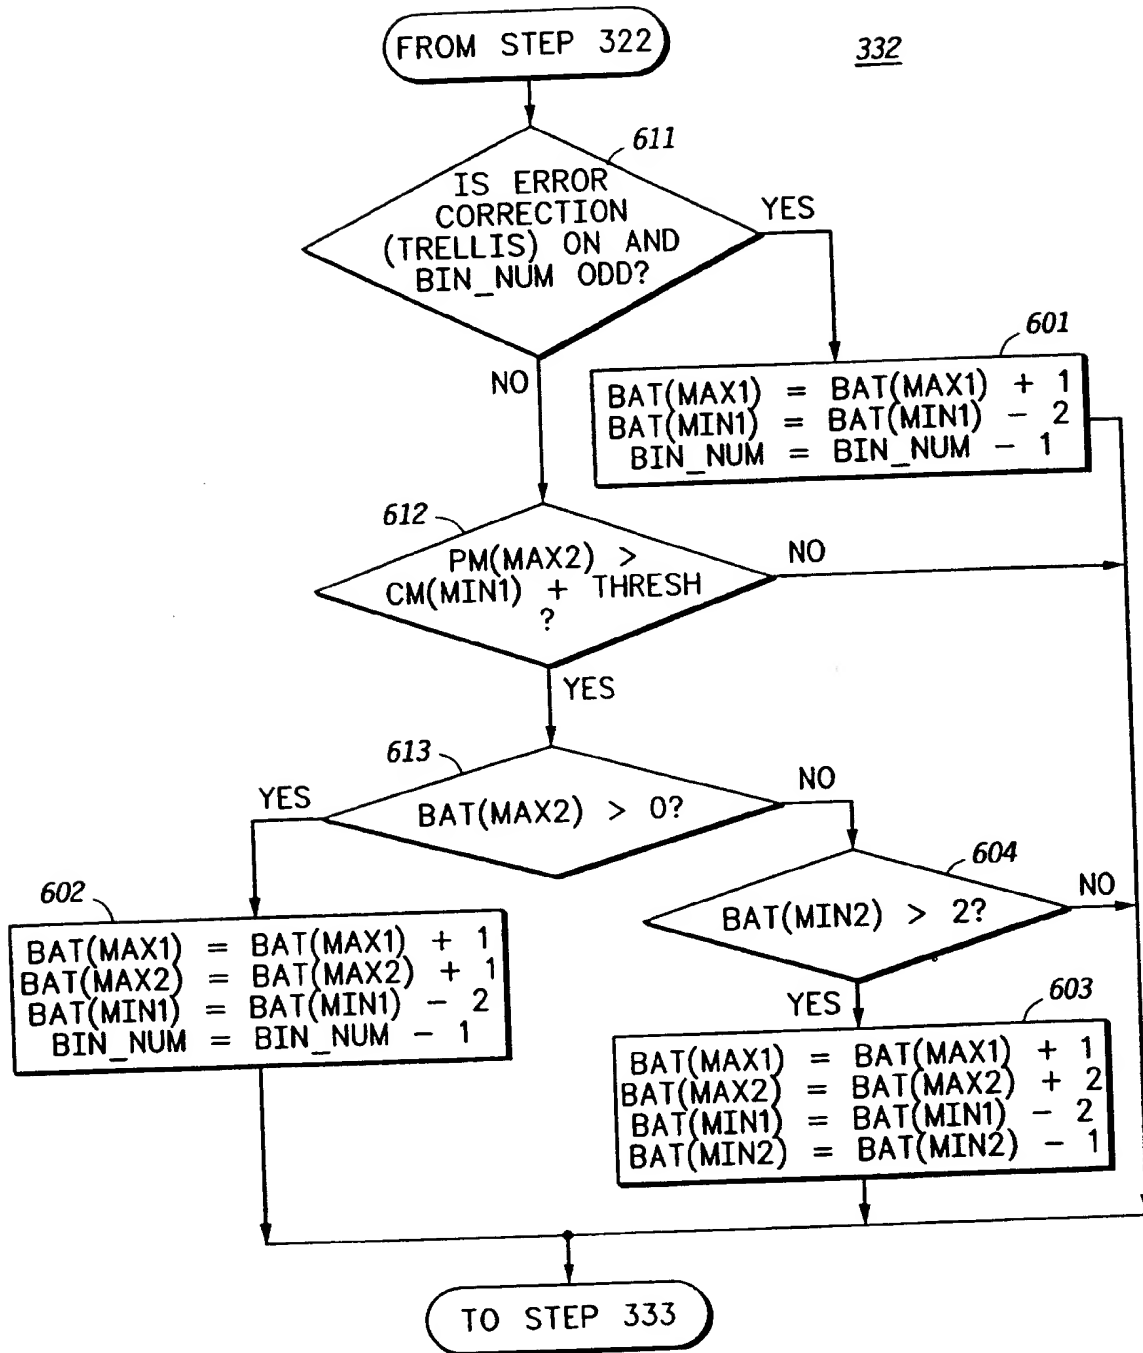 FROM STEP 322
332
611
IS ERROR
CORRECTION
(TRELLIS) ON AND
BIN_NUM ODD?
YES
NO
601
BAT(MAX1) = BAT(MAX1) + 1
BAT(MIN1) = BAT(MIN1) - 2
BIN_NUM = BIN_NUM - 1
612
PM(MAX2) >
CM(MIN1) + THRESH
?
NO
YES
613
BAT(MAX2) > 0?
YES
NO
604
BAT(MIN2) > 2?
NO
YES
602
BAT(MAX1) = BAT(MAX1) + 1
BAT(MAX2) = BAT(MAX2) + 1
BAT(MIN1) = BAT(MIN1) - 2
BIN_NUM = BIN_NUM - 1
603
BAT(MAX1) = BAT(MAX1) + 1
BAT(MAX2) = BAT(MAX2) + 2
BAT(MIN1) = BAT(MIN1) - 2
BAT(MIN2) = BAT(MIN2) - 1
TO STEP 333